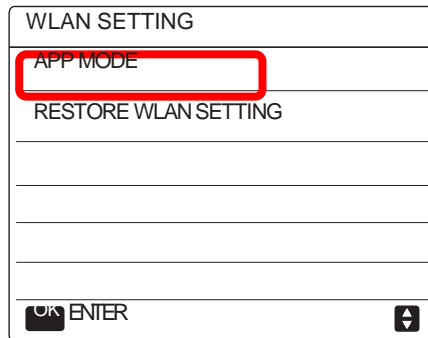 WLAN SETTING
APP MODE
RESTORE WLAN SETTING
OK ENTER